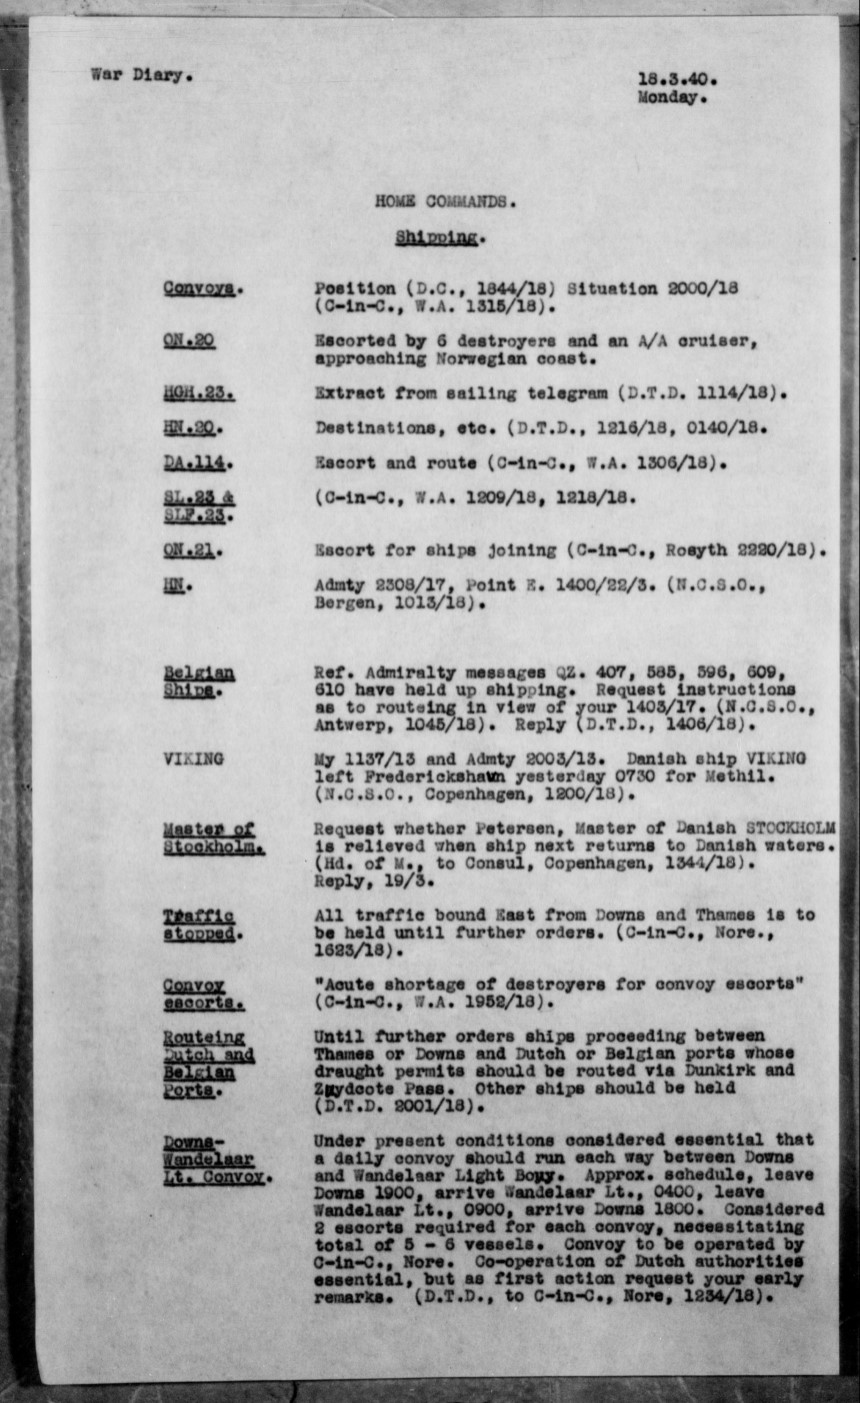 War Diary.
18.3.40.
Monday.
HOME COMMANDS.
Shipping.
Convoys. Position (D.C., 1844/18) Situation 2000/18
(C-in-C., W.A. 1315/18).
ON.20 Escorted by 6 destroyers and an A/A cruiser,
approaching Norwegian coast.
HGH.23. Extract from sailing telegram (D.T.D. 1114/18).
HN.20. Destinations, etc. (D.T.D., 1216/18, 0140/18.
DA.114. Escort and route (C-in-C., W.A. 1306/18).
SL.23 & (C-in-C., W.A. 1209/18, 1218/18.
SLF.23.
ON.21. Escort for ships joining (C-in-C., Rosyth 2220/18).
HN. Admty 2308/17, Point E. 1400/22/3. (N.C.S.O.,
Bergen, 1013/18).
Belgian Ref. Admiralty messages QZ. 407, 585, 596, 609,
Ships. 610 have held up shipping. Request instructions
as to routeing in view of your 1403/17. (N.C.S.O.,
Antwerp, 1045/18). Reply (D.T.D., 1406/18).
VIKING My 1137/13 and Admty 2003/13. Danish ship VIKING
left Frederickshaun yesterday 0730 for Methil.
(N.C.S.O., Copenhagen, 1200/18).
Master of Request whether Petersen, Master of Danish STOCKHOLM
Stockholm. is relieved when ship next returns to Danish waters.
(Hd. of M., to Consul, Copenhagen, 1344/18).
Reply, 19/3.
Traffic All traffic bound East from Downs and Thames is to
stopped. be held until further orders. (C-in-C., Nore.,
1623/18).
Convoy "Acute shortage of destroyers for convoy escorts"
escorts. (C-in-C., W.A. 1952/18).
Routeing Until further orders ships proceeding between
Dutch and Thames or Downs and Dutch or Belgian ports whose
Belgian draught permits should be routed via Dunkirk and
Ports. Zuydcote Pass. Other ships should be held
(D.T.D. 2001/18).
Downs- Under present conditions considered essential that
Wandelaar a daily convoy should run each way between Downs
Lt. Convoy. and Wandelaar Light Bouy. Approx. schedule, leave
Downs 1900, arrive Wandelaar Lt., 0400, leave
Wandelaar Lt., 0900, arrive Downs 1800. Considered
2 escorts required for each convoy, necessitating
total of 5 - 6 vessels. Convoy to be operated by
C-in-C., Nore. Co-operation of Dutch authorities
essential, but as first action request your early
remarks. (D.T.D., to C-in-C., Nore, 1234/18).